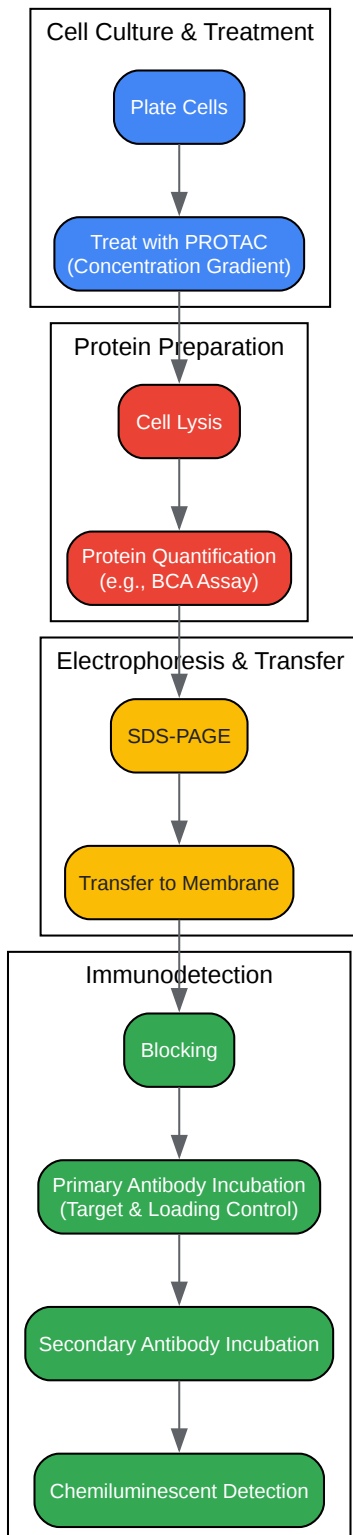 Cell Culture & Treatment
Plate Cells
Treat with PROTAC
(Concentration Gradient)
Protein Preparation
Cell Lysis
Protein Quantification
(e.g., BCA Assay)
Electrophoresis & Transfer
SDS-PAGE
Transfer to Membrane
Immunodetection
Blocking
Primary Antibody Incubation
(Target & Loading Control)
Secondary Antibody Incubation
Chemiluminescent Detection